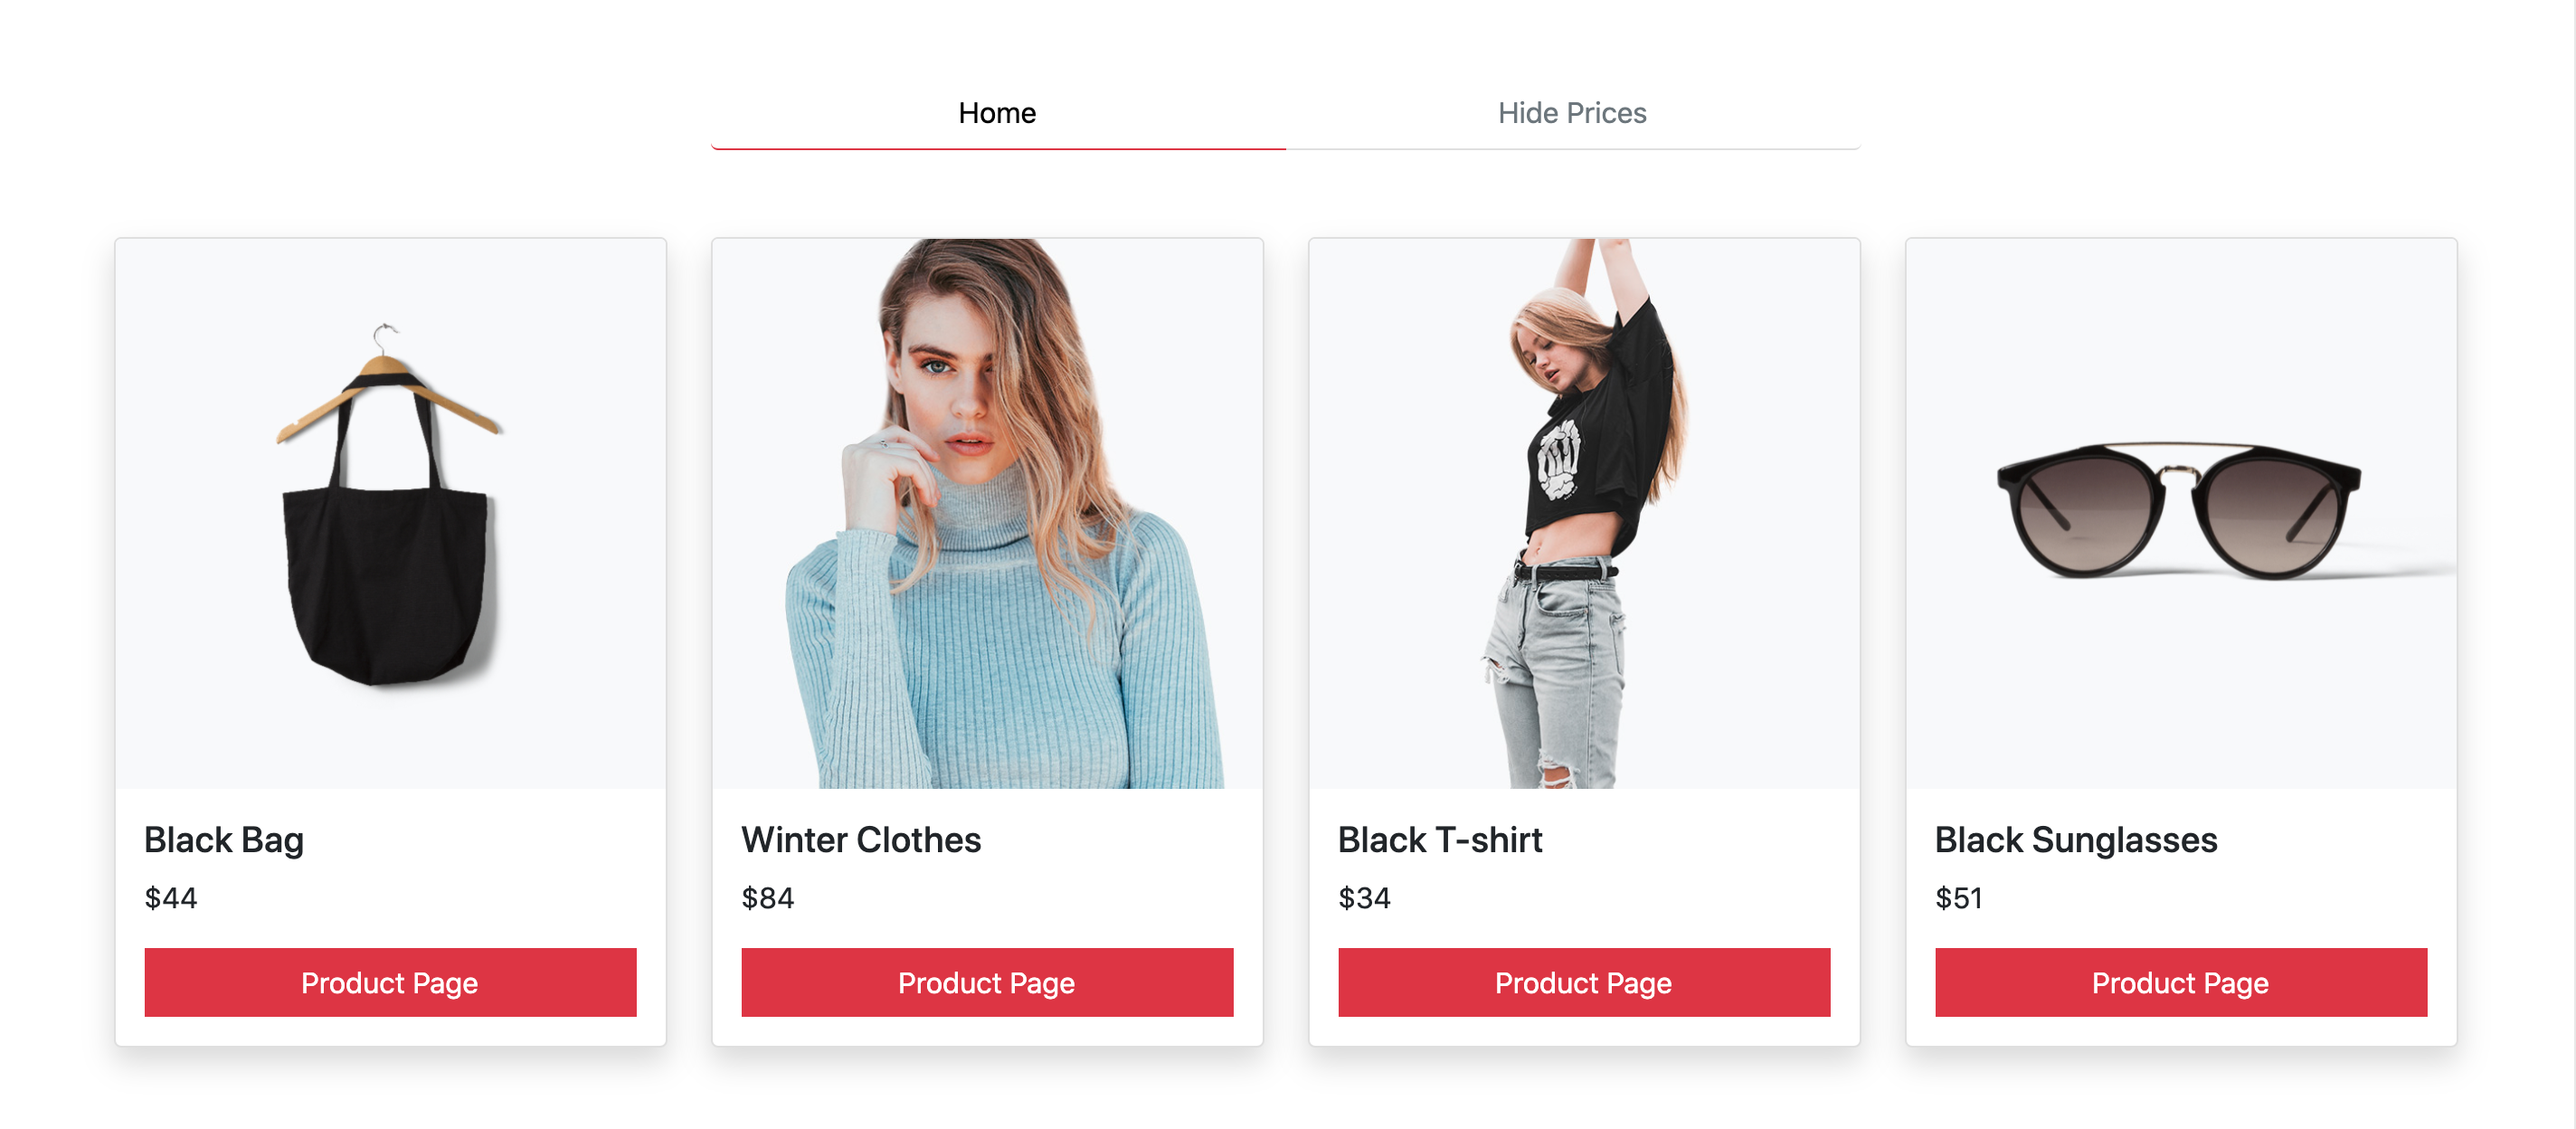 Home
Hide Prices
Black Bag
$44
Product Page
Winter Clothes
$84
Product Page
Black T-shirt
$34
Product Page
Black Sunglasses
$51
Product Page